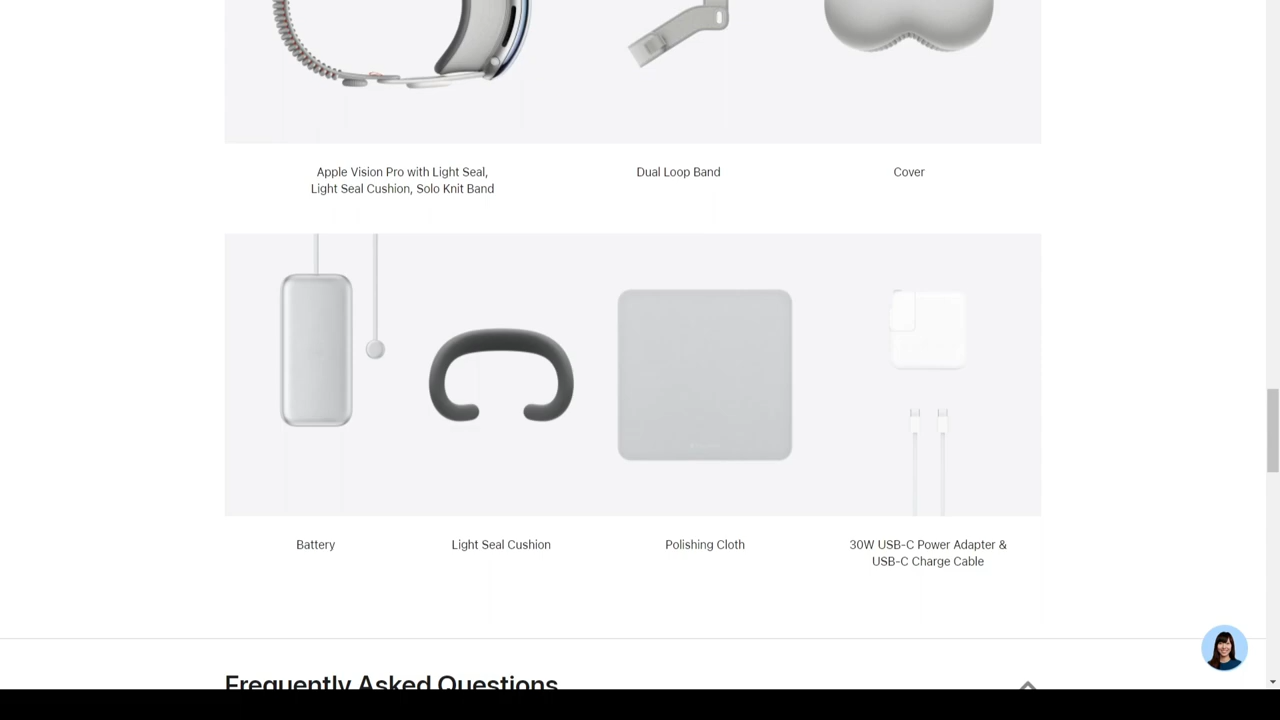 Apple Vision Pro with Light Seal,
Light Seal Cushion, Solo Knit Band
Dual Loop Band
Cover
Battery
Light Seal Cushion
Polishing Cloth
30W USB-C Power Adapter &
USB-C Charge Cable
Frequently Asked Questions